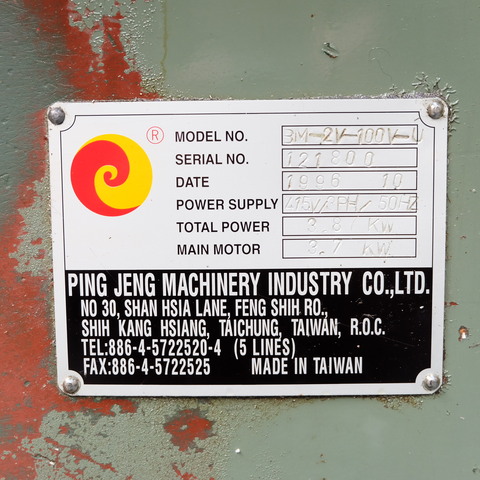 ®
MODEL NO. BM-2V-100V-U
SERIAL NO. 121800
DATE 1996 10
POWER SUPPLY 415V/3PH/50HZ
TOTAL POWER 3.87 KW
MAIN MOTOR 3.7 KW
PING JENG MACHINERY INDUSTRY CO.,LTD.
NO 30, SHAN HSIA LANE, FENG SHIH RO.,
SHIH KANG HSIANG, TAICHUNG, TAIWAN, R.O.C.
TEL:886-4-5722520-4 (5 LINES)
FAX:886-4-5722525 MADE IN TAIWAN